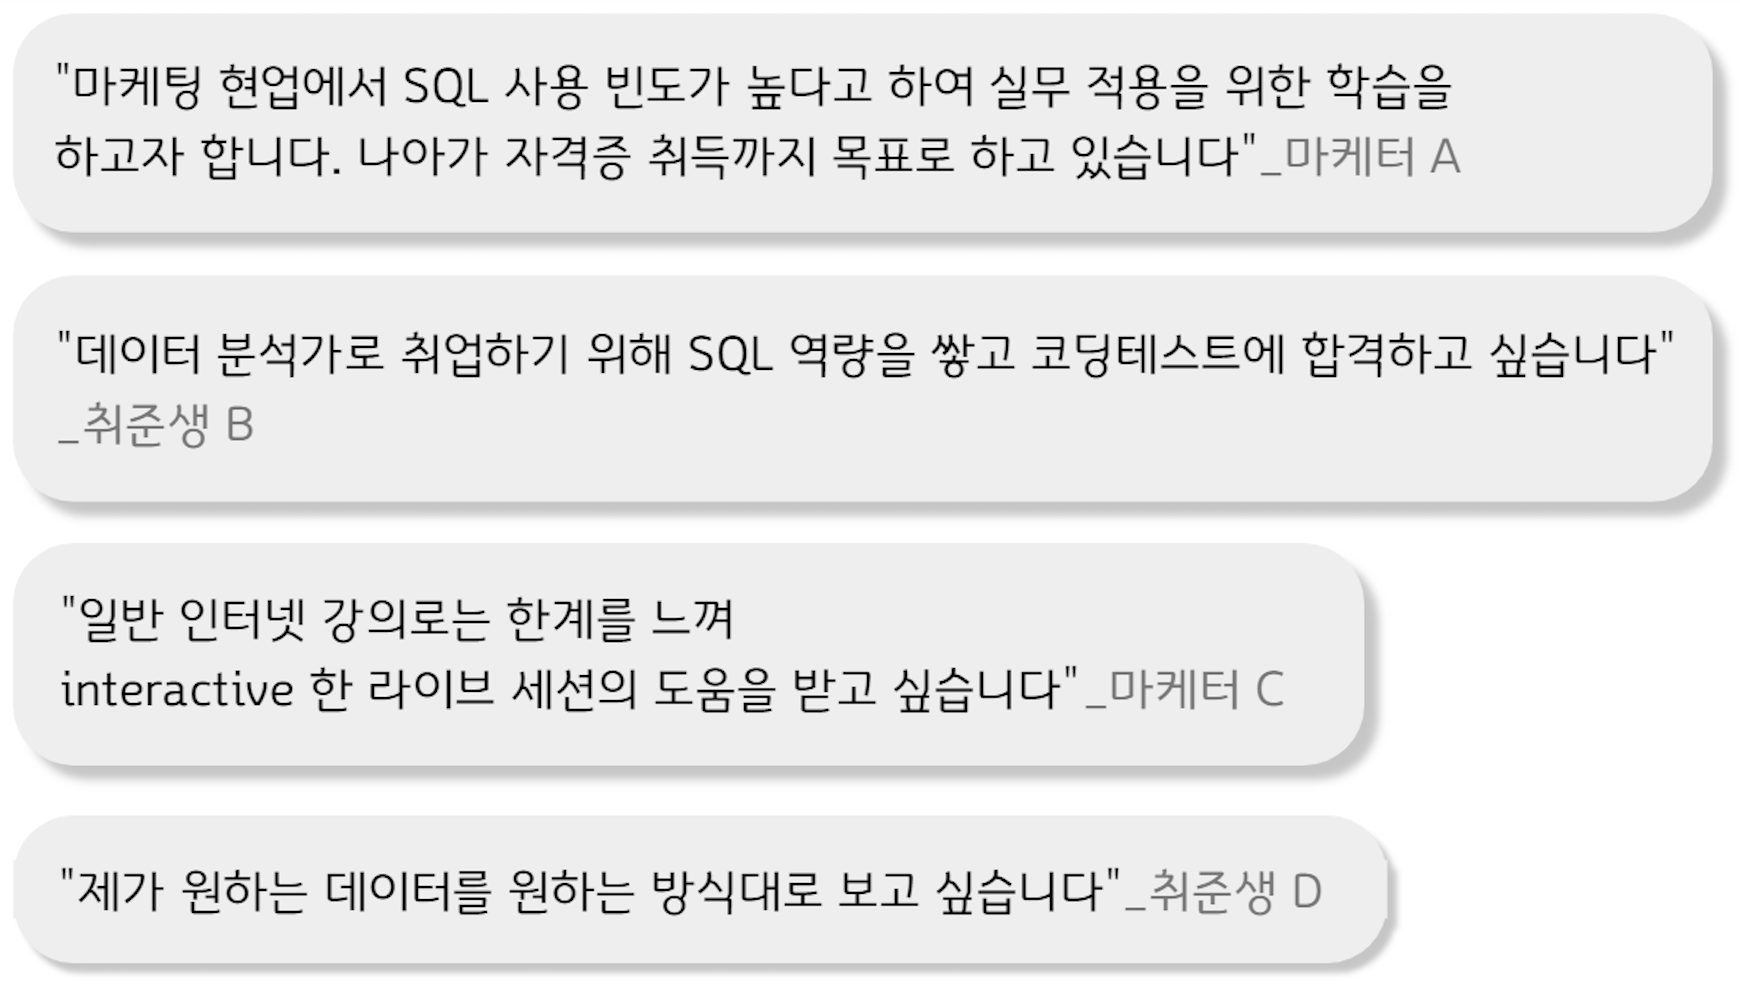 "마케팅 현업에서 SQL 사용 빈도가 높다고 하여 실무 적용을 위한 학습을
하고자 합니다. 나아가 자격증 취득까지 목표로 하고 있습니다"_마케터 A
"데이터 분석가로 취업하기 위해 SQL 역량을 쌓고 코딩테스트에 합격하고 싶습니다"
_취준생 B
"일반 인터넷 강의로는 한계를 느껴
interactive 한 라이브 세션의 도움을 받고 싶습니다"_마케터 C
"제가 원하는 데이터를 원하는 방식대로 보고 싶습니다"_취준생 D